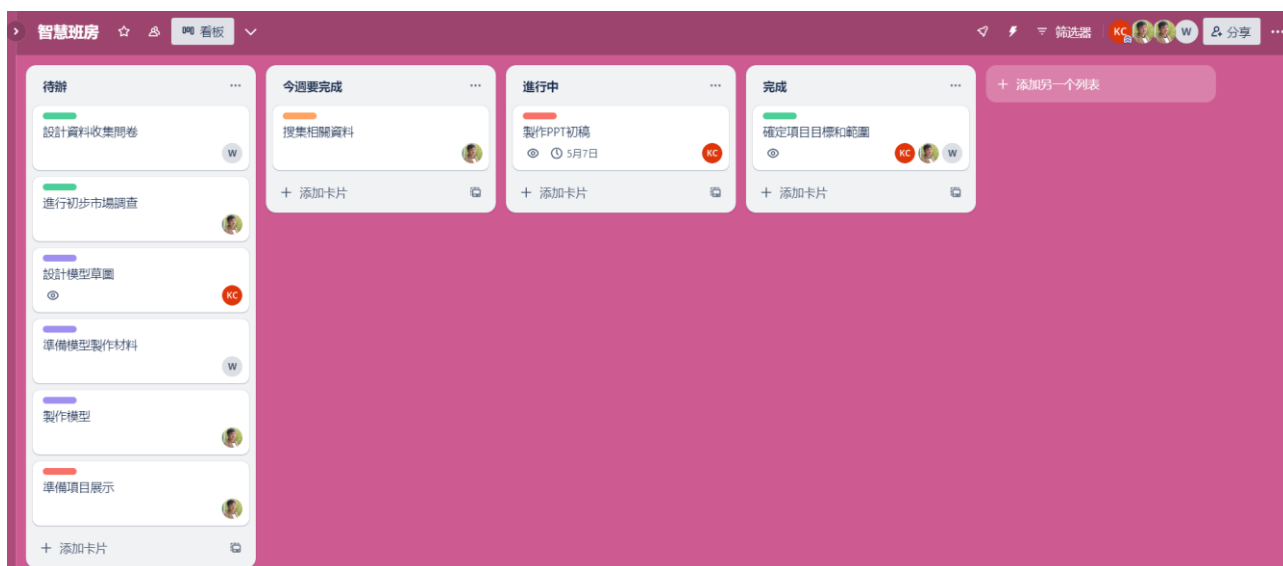 智慧班房
看板
筛选器
KC
W
分享
待辦
設計資料收集問卷
W
進行初步市場調查
設計模型草圖
KC
準備模型製作材料
W
製作模型
準備項目展示
+ 添加卡片
今週要完成
搜集相關資料
+ 添加卡片
進行中
製作PPT初稿
5月7日
KC
+ 添加卡片
完成
確定項目目標和範圍
KC
W
+ 添加卡片
+ 添加另一个列表